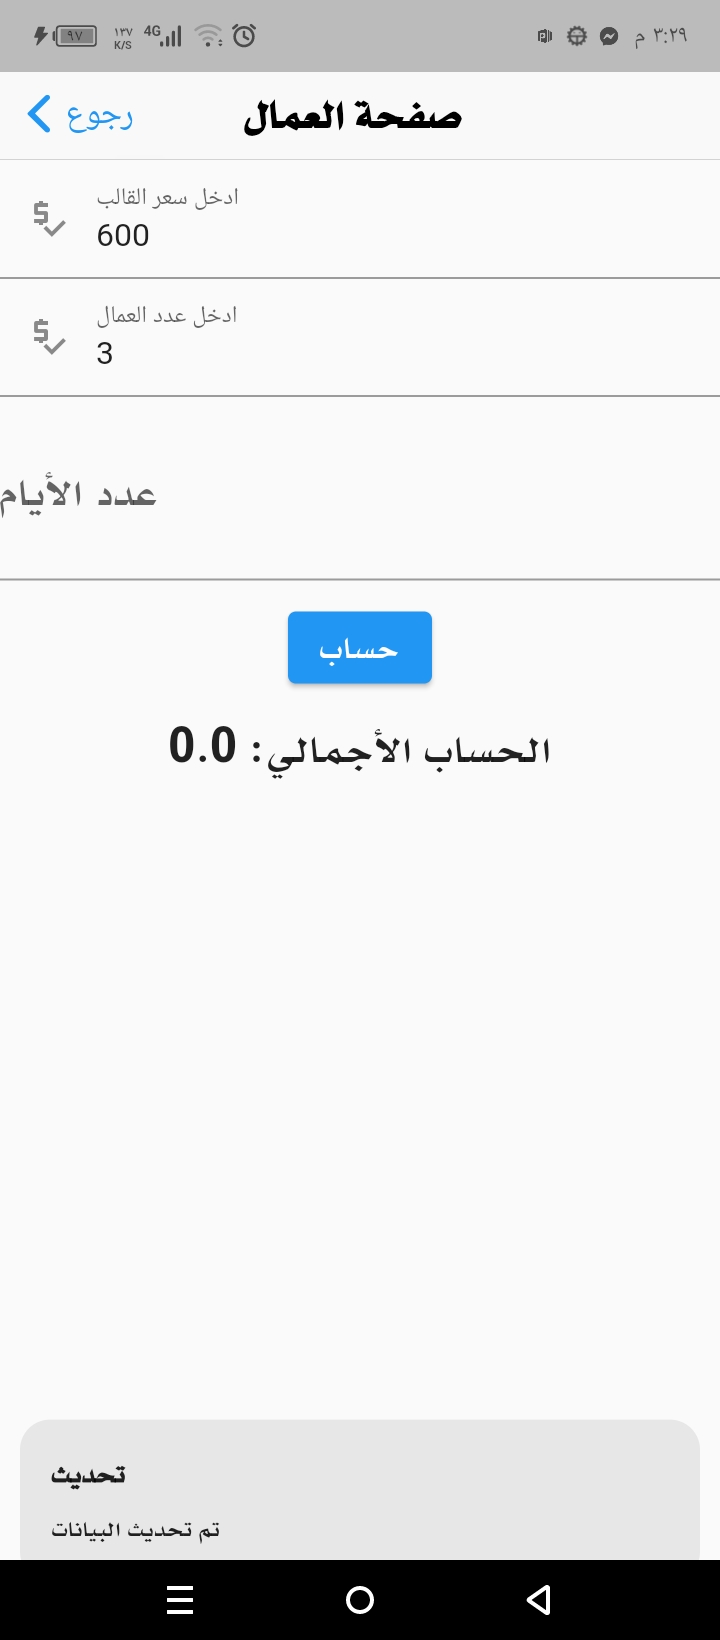 ٩٧ ١٣٧ K/S 4G ٣:٢٩ م
رجوع صفحة العمال
ادخل سعر القالب
600
ادخل عدد العمال
3
عدد الأيام
حساب
الحساب الأجمالي: 0.0
تحديث
تم تحديث البيانات